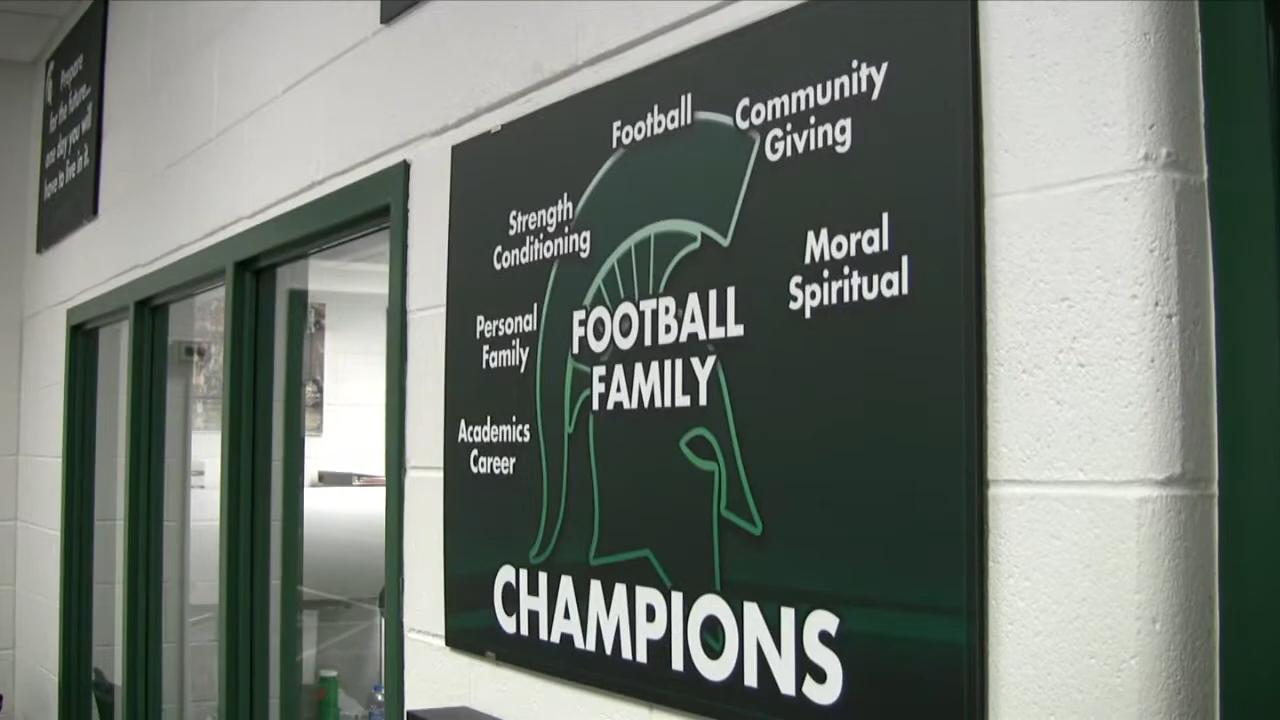 Prepare
for the future...
one day you will
have to live in it.
Football
Community
Giving
Strength
Conditioning
Moral
Spiritual
Personal
Family
FOOTBALL
FAMILY
Academics
Career
CHAMPIONS